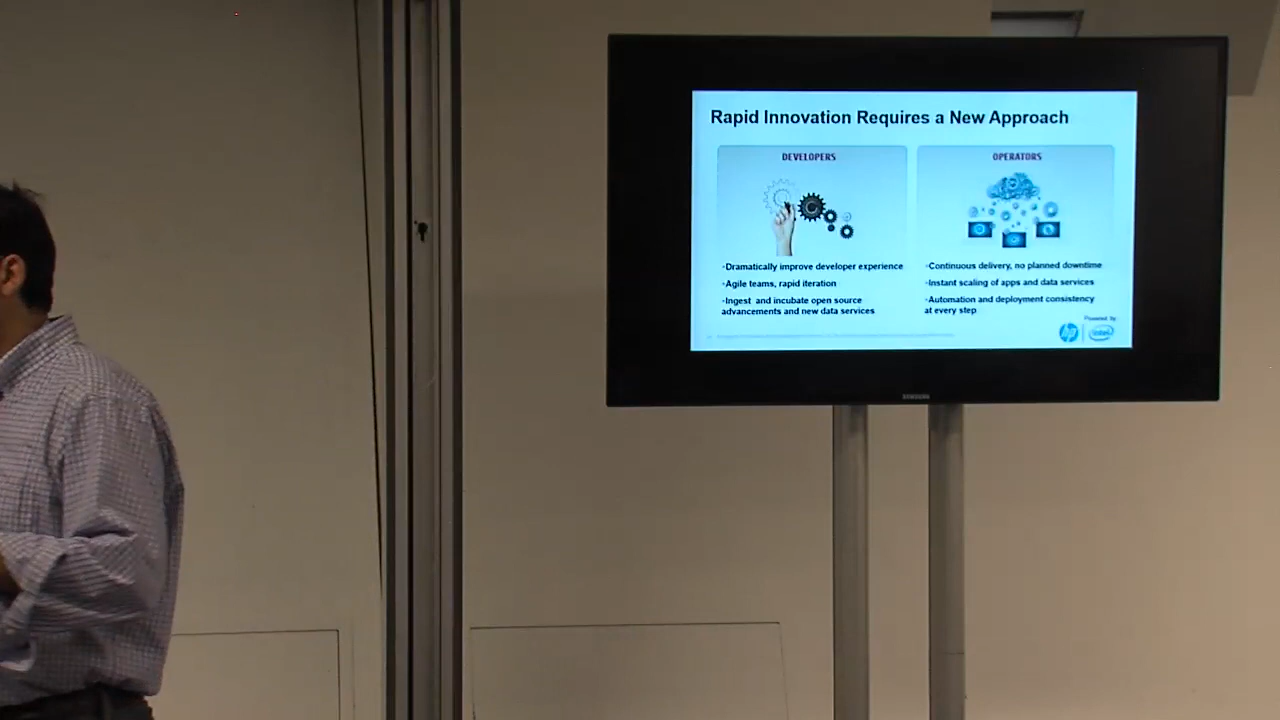 Rapid Innovation Requires a New Approach
DEVELOPERS
•Dramatically improve developer experience
•Agile teams, rapid iteration
•Ingest and incubate open source
advancements and new data services
OPERATORS
•Continuous delivery, no planned downtime
•Instant scaling of apps and data services
•Automation and deployment consistency
at every step
Powered by
hp
intel
SAMSUNG